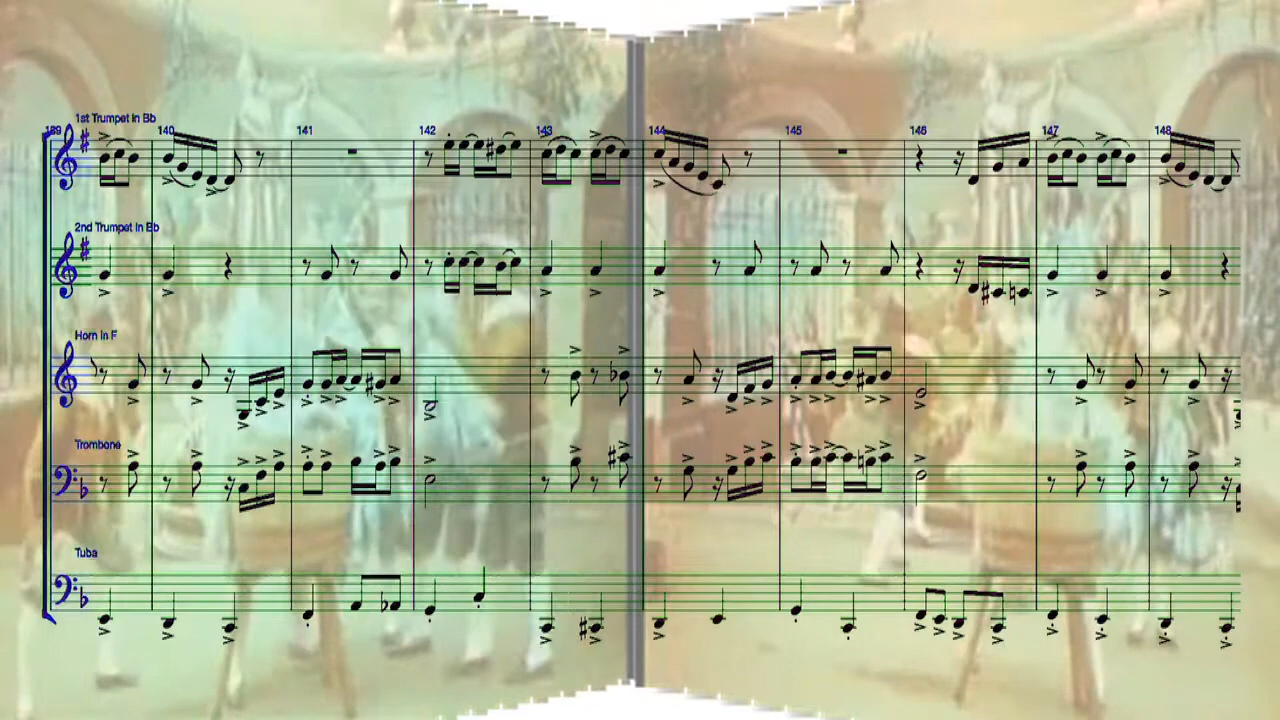 1st Trumpet in Bb
139 140 141 142 143 144 145 146 147 148
2nd Trumpet in Bb
Horn in F
Trombone
Tuba